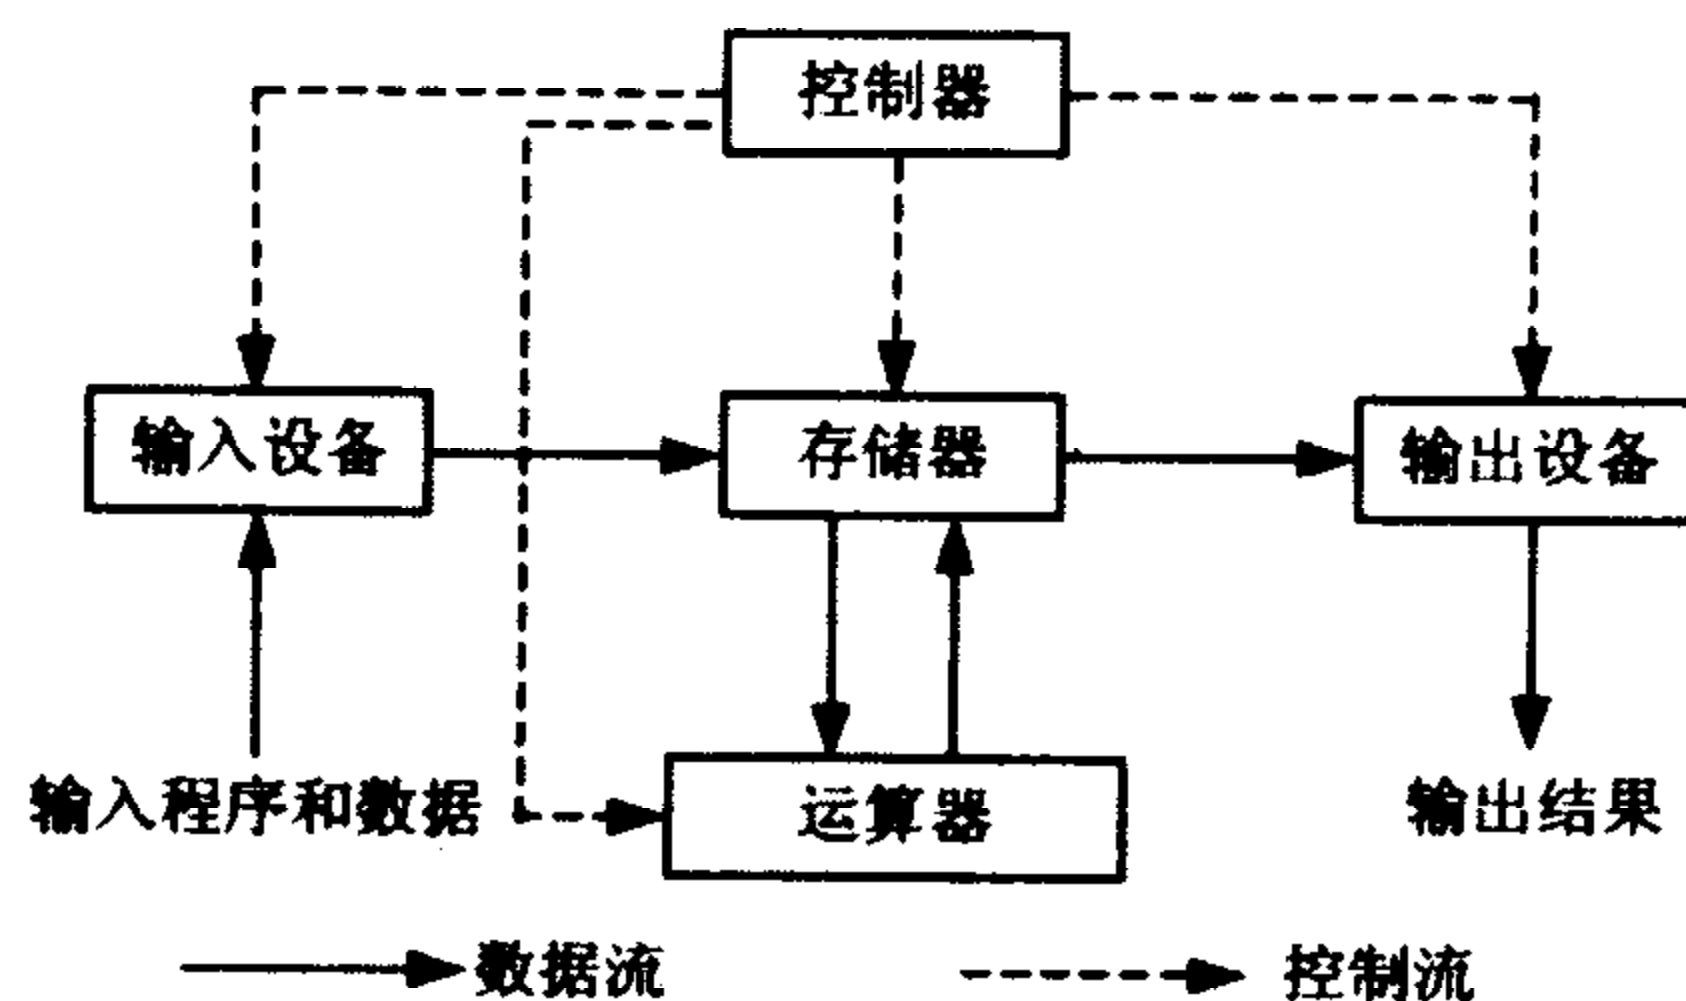 控制器
输入设备
存储器
输出设备
输入程序和数据
运算器
输出结果
数据流
控制流